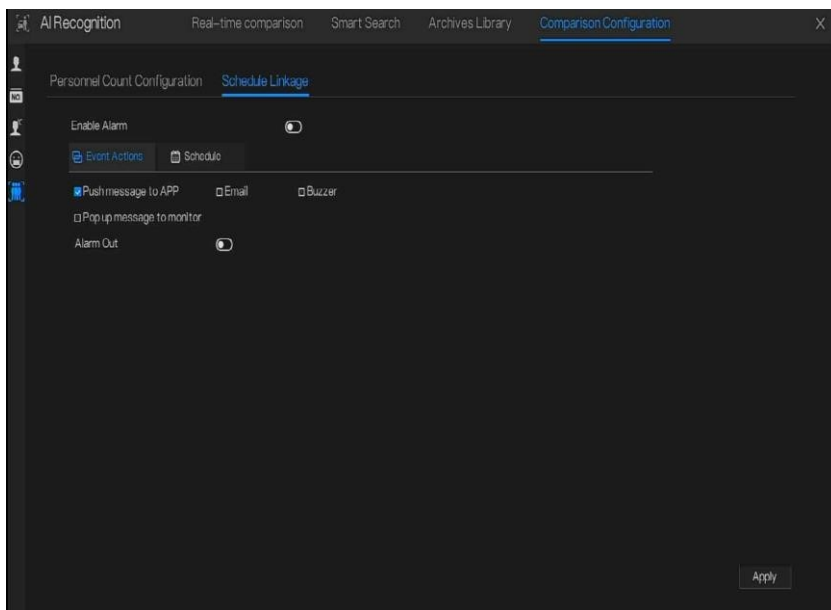 AI Recognition Real-time comparison Smart Search Archives Library Comparison Configuration X
Personnel Count Configuration Schedule Linkage
NO
Enable Alarm
Event Actions Schedule
Push message to APP Email Buzzer
Pop up message to monitor
Alarm Out
Apply